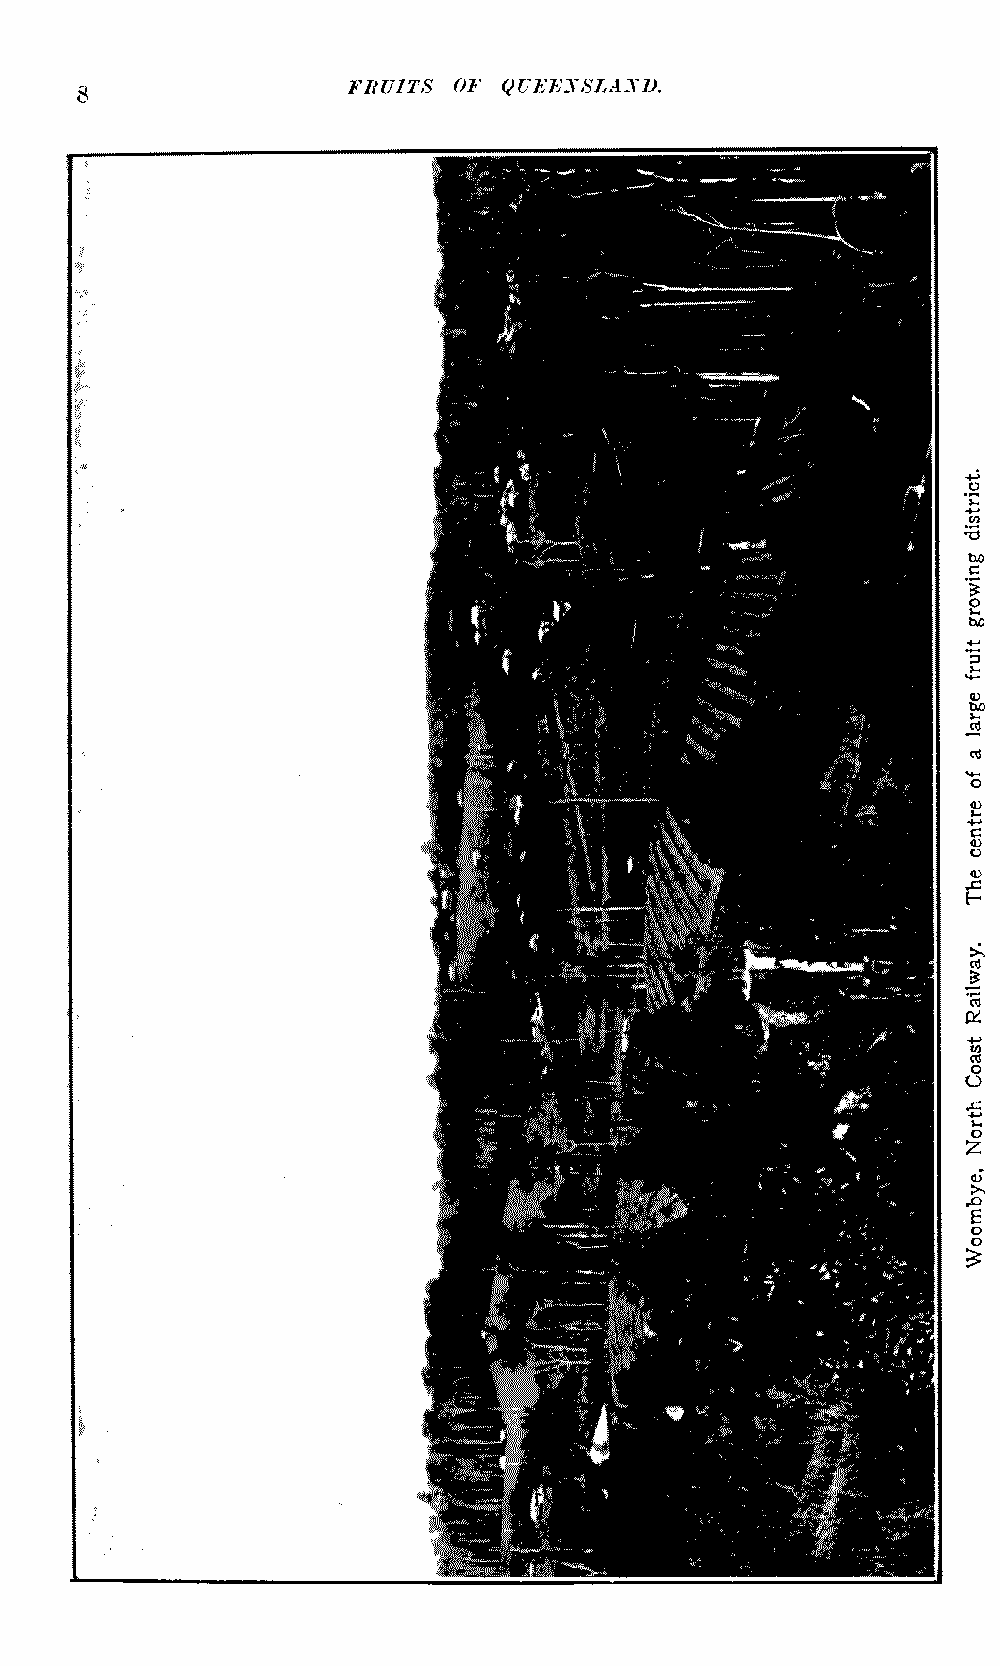 8
FRUITS OF QUEENSLAND.
Woombye, North Coast Railway. The centre of a large fruit growing district.